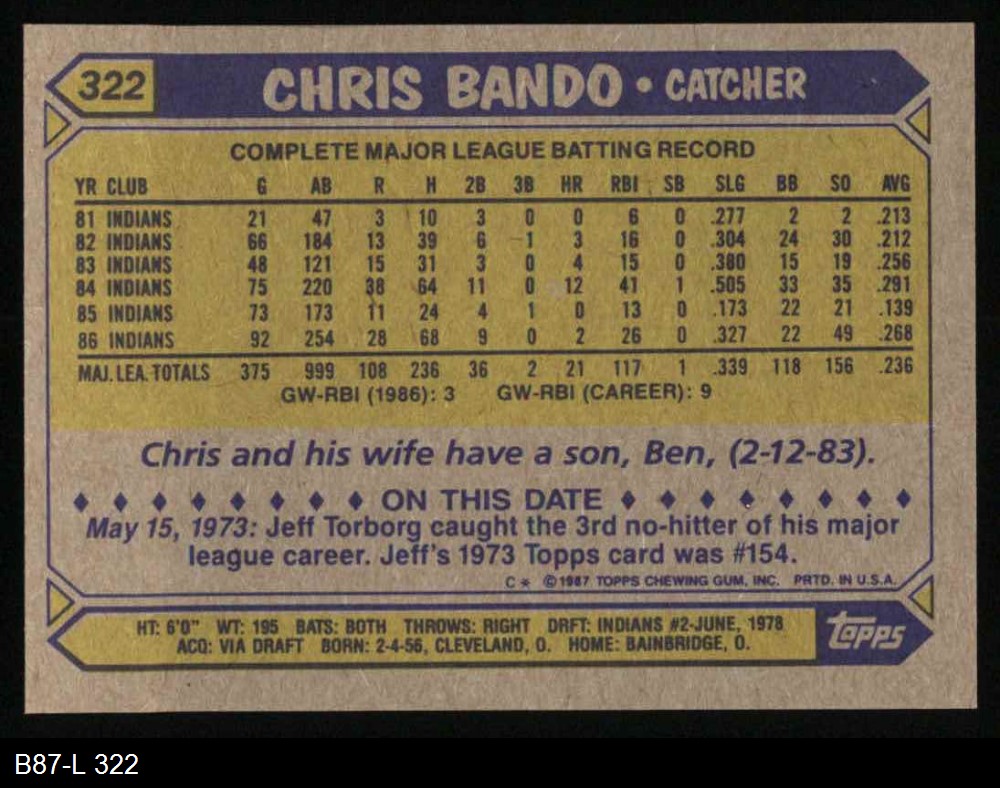 322 CHRIS BANDO • CATCHER
COMPLETE MAJOR LEAGUE BATTING RECORD
YR CLUB G AB R H 2B 3B HR RBI SB SLG BB SO AVG
81 INDIANS 21 47 3 10 3 0 0 6 0 .277 2 2 .213
82 INDIANS 66 184 13 39 6 1 3 16 0 .304 24 30 .212
83 INDIANS 48 121 15 31 3 0 4 15 0 .380 15 19 .256
84 INDIANS 75 220 38 64 11 0 12 41 1 .505 33 35 .291
85 INDIANS 73 173 11 24 4 1 0 13 0 .173 22 21 .139
86 INDIANS 92 254 28 68 9 0 2 26 0 .327 22 49 .268
MAJ. LEA. TOTALS 375 999 108 236 36 2 21 117 1 .339 118 156 .236
GW-RBI (1986): 3 GW-RBI (CAREER): 9
Chris and his wife have a son, Ben, (2-12-83).
♦ ♦ ♦ ♦ ♦ ♦ ♦ ♦ ON THIS DATE ♦ ♦ ♦ ♦ ♦ ♦ ♦ ♦
May 15, 1973: Jeff Torborg caught the 3rd no-hitter of his major
league career. Jeff's 1973 Topps card was #154.
C* ©1987 TOPPS CHEWING GUM, INC. PRTD. IN U.S.A.
HT: 6'0" WT: 195 BATS: BOTH THROWS: RIGHT DRFT: INDIANS #2-JUNE, 1978
ACQ: VIA DRAFT BORN: 2-4-56, CLEVELAND, O. HOME: BAINBRIDGE, O.
topps
B87-L 322